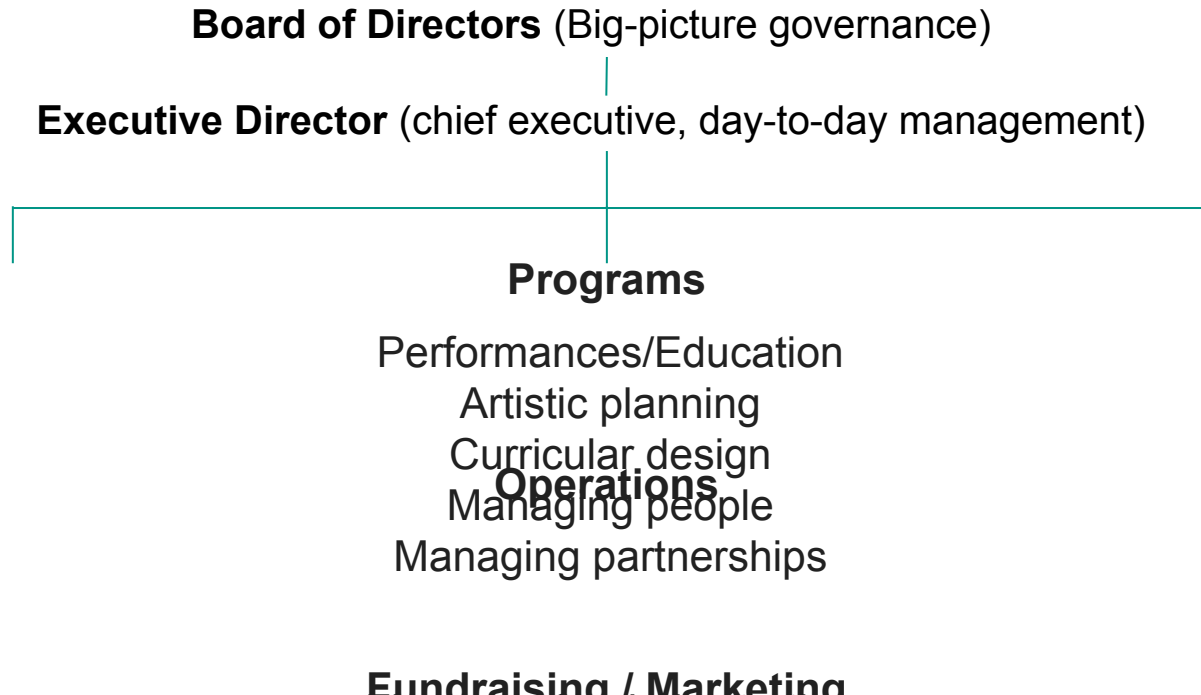 Board of Directors (Big-picture governance)
Executive Director (chief executive, day-to-day management)
Programs
Performances/Education
Artistic planning
Curricular design
Operations
Managing people
Managing partnerships
Fundraising / Marketing